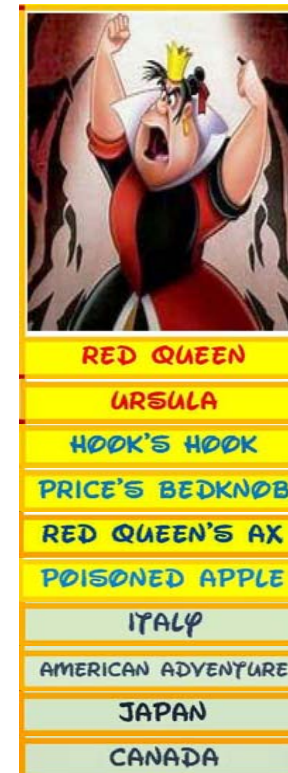 RED QUEEN
URSULA
HOOK'S HOOK
PRICE'S BEDKNOB
RED QUEEN'S AX
POISONED APPLE
ITALY
AMERICAN ADVENTURE
JAPAN
CANADA